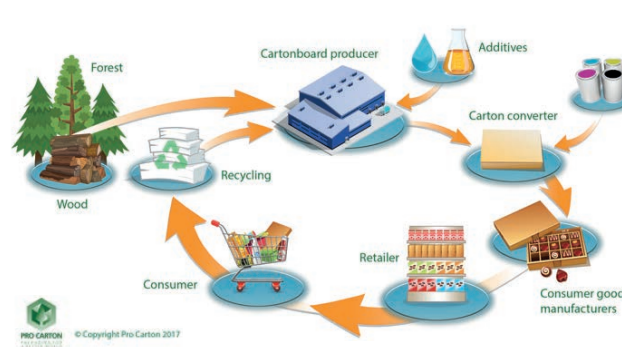 Cartonboard producer
Additives
Forest
Carton converter
Recycling
Wood
Retailer
Consumer
Consumer good
manufacturers
PRO CARTON
© Copyright Pro Carton 2017